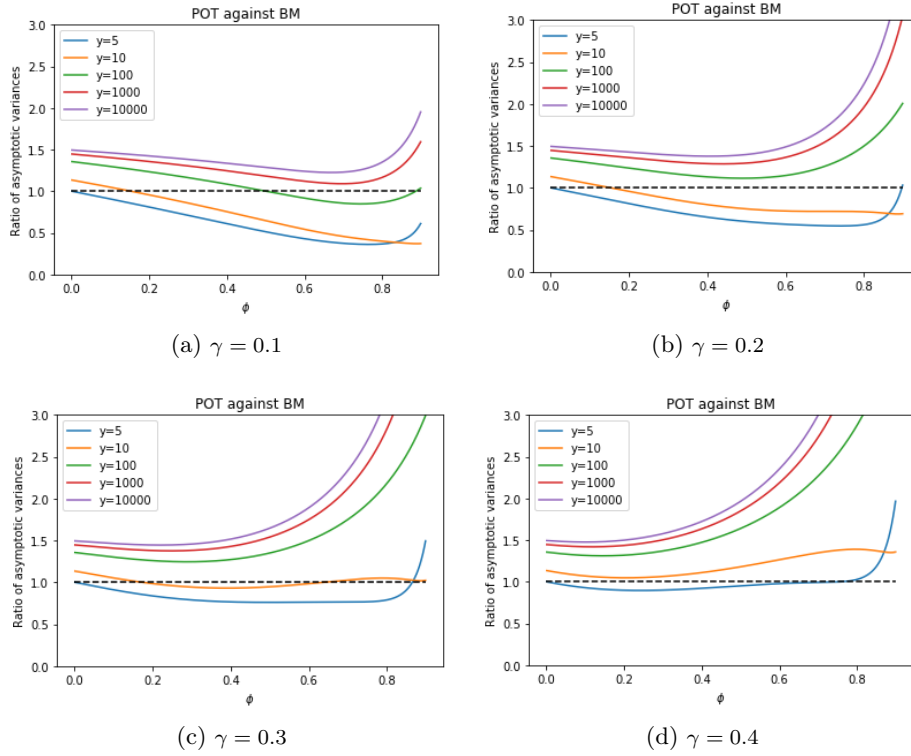 POT against BM
3.0
2.5
2.0
1.5
1.0
0.5
0.0
Ratio of asymptotic variances
y=5
y=10
y=100
y=1000
y=10000
0.0 0.2 0.4 0.6 0.8
ϕ
(a) γ = 0.1
POT against BM
3.0
2.5
2.0
1.5
1.0
0.5
0.0
Ratio of asymptotic variances
y=5
y=10
y=100
y=1000
y=10000
0.0 0.2 0.4 0.6 0.8
ϕ
(b) γ = 0.2
POT against BM
3.0
2.5
2.0
1.5
1.0
0.5
0.0
Ratio of asymptotic variances
y=5
y=10
y=100
y=1000
y=10000
0.0 0.2 0.4 0.6 0.8
ϕ
(c) γ = 0.3
POT against BM
3.0
2.5
2.0
1.5
1.0
0.5
0.0
Ratio of asymptotic variances
y=5
y=10
y=100
y=1000
y=10000
0.0 0.2 0.4 0.6 0.8
ϕ
(d) γ = 0.4